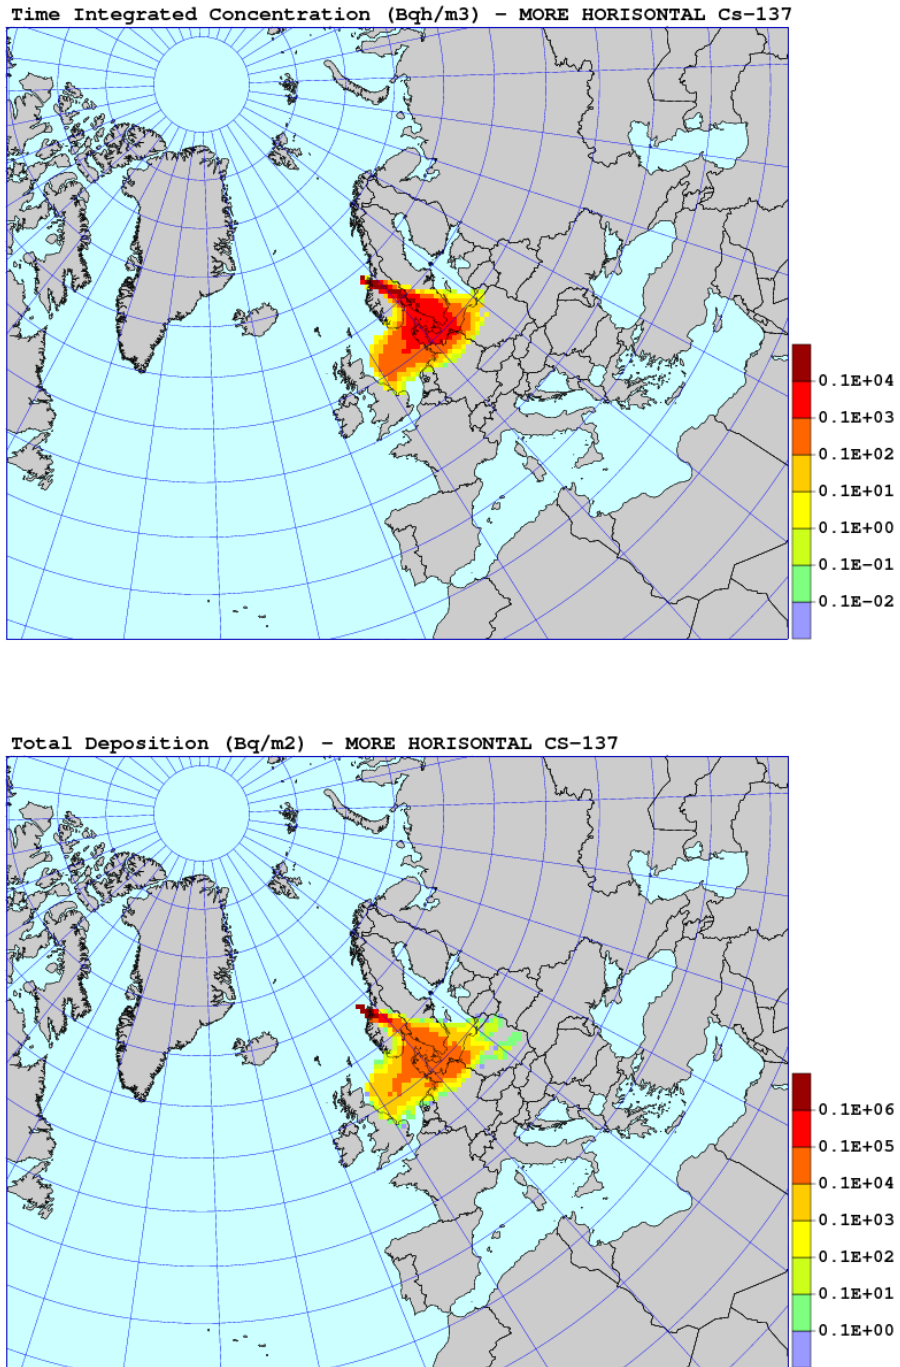 Time Integrated Concentration (Bqh/m3) – MORE HORISONTAL Cs–137
0.1E+04
0.1E+03
0.1E+02
0.1E+01
0.1E+00
0.1E–01
0.1E–02
Total Deposition (Bq/m2) – MORE HORISONTAL CS–137
0.1E+06
0.1E+05
0.1E+04
0.1E+03
0.1E+02
0.1E+01
0.1E+00